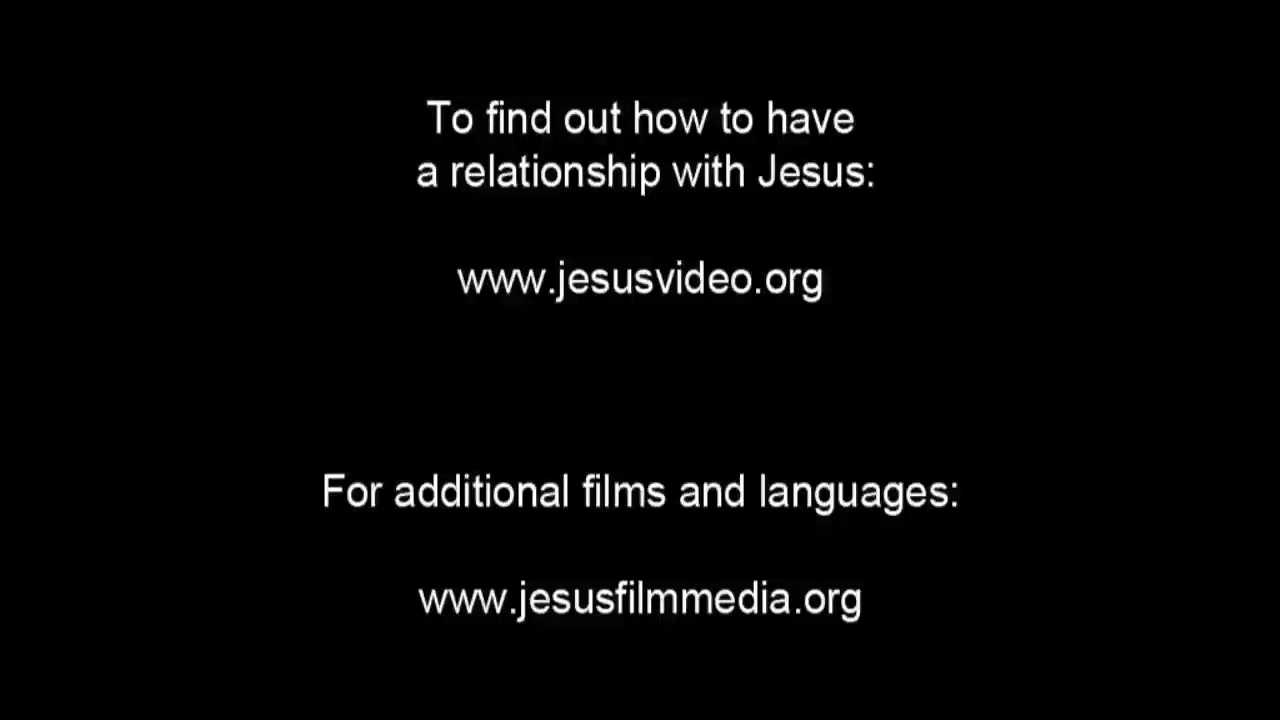 To find out how to have
a relationship with Jesus:
www.jesusvideo.org
For additional films and languages:
www.jesusfilmmedia.org